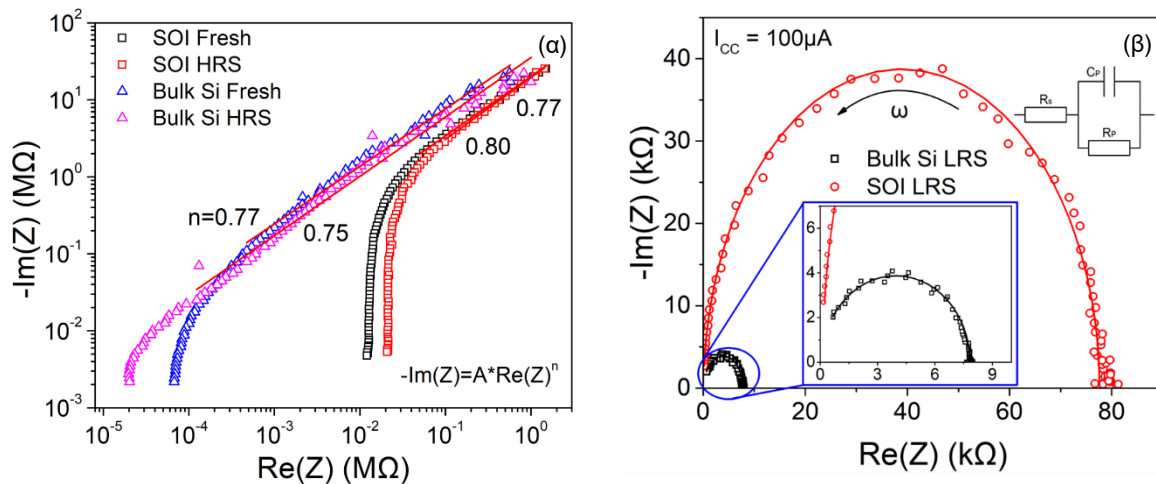 (α)
SOI Fresh
SOI HRS
Bulk Si Fresh
Bulk Si HRS
0.77
0.80
n=0.77
0.75
-Im(Z)=A*Re(Z)^n
-Im(Z) (MΩ)
10^2
10^1
10^0
10^-1
10^-2
10^-3
10^-5 10^-4 10^-3 10^-2 10^-1 10^0
Re(Z) (MΩ)
I_CC = 100µA
(β)
C_P
R_s
R_P
ω
Bulk Si LRS
SOI LRS
6
4
2
0
0 3 6 9
-Im(Z) (kΩ)
40
30
20
10
0
0 20 40 60 80
Re(Z) (kΩ)